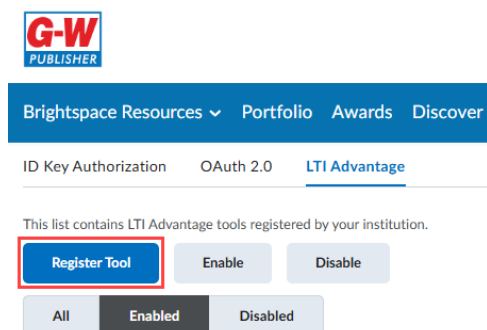 G-W
PUBLISHER
Brightspace Resources Portfolio Awards Discover
ID Key Authorization OAuth 2.0 LTI Advantage
This list contains LTI Advantage tools registered by your institution.
Register Tool Enable Disable
All Enabled Disabled